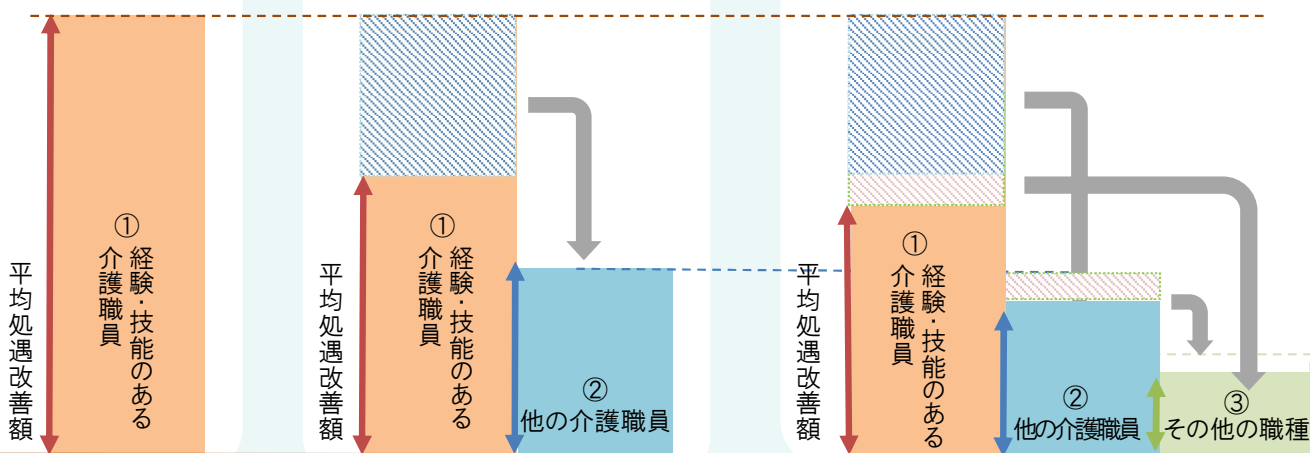 平均処遇改善額
①
経験・技能のある
介護職員
平均処遇改善額
①
経験・技能のある
介護職員
②
他の介護職員
平均処遇改善額
①
経験・技能のある
介護職員
②
他の介護職員
③
その他の職種